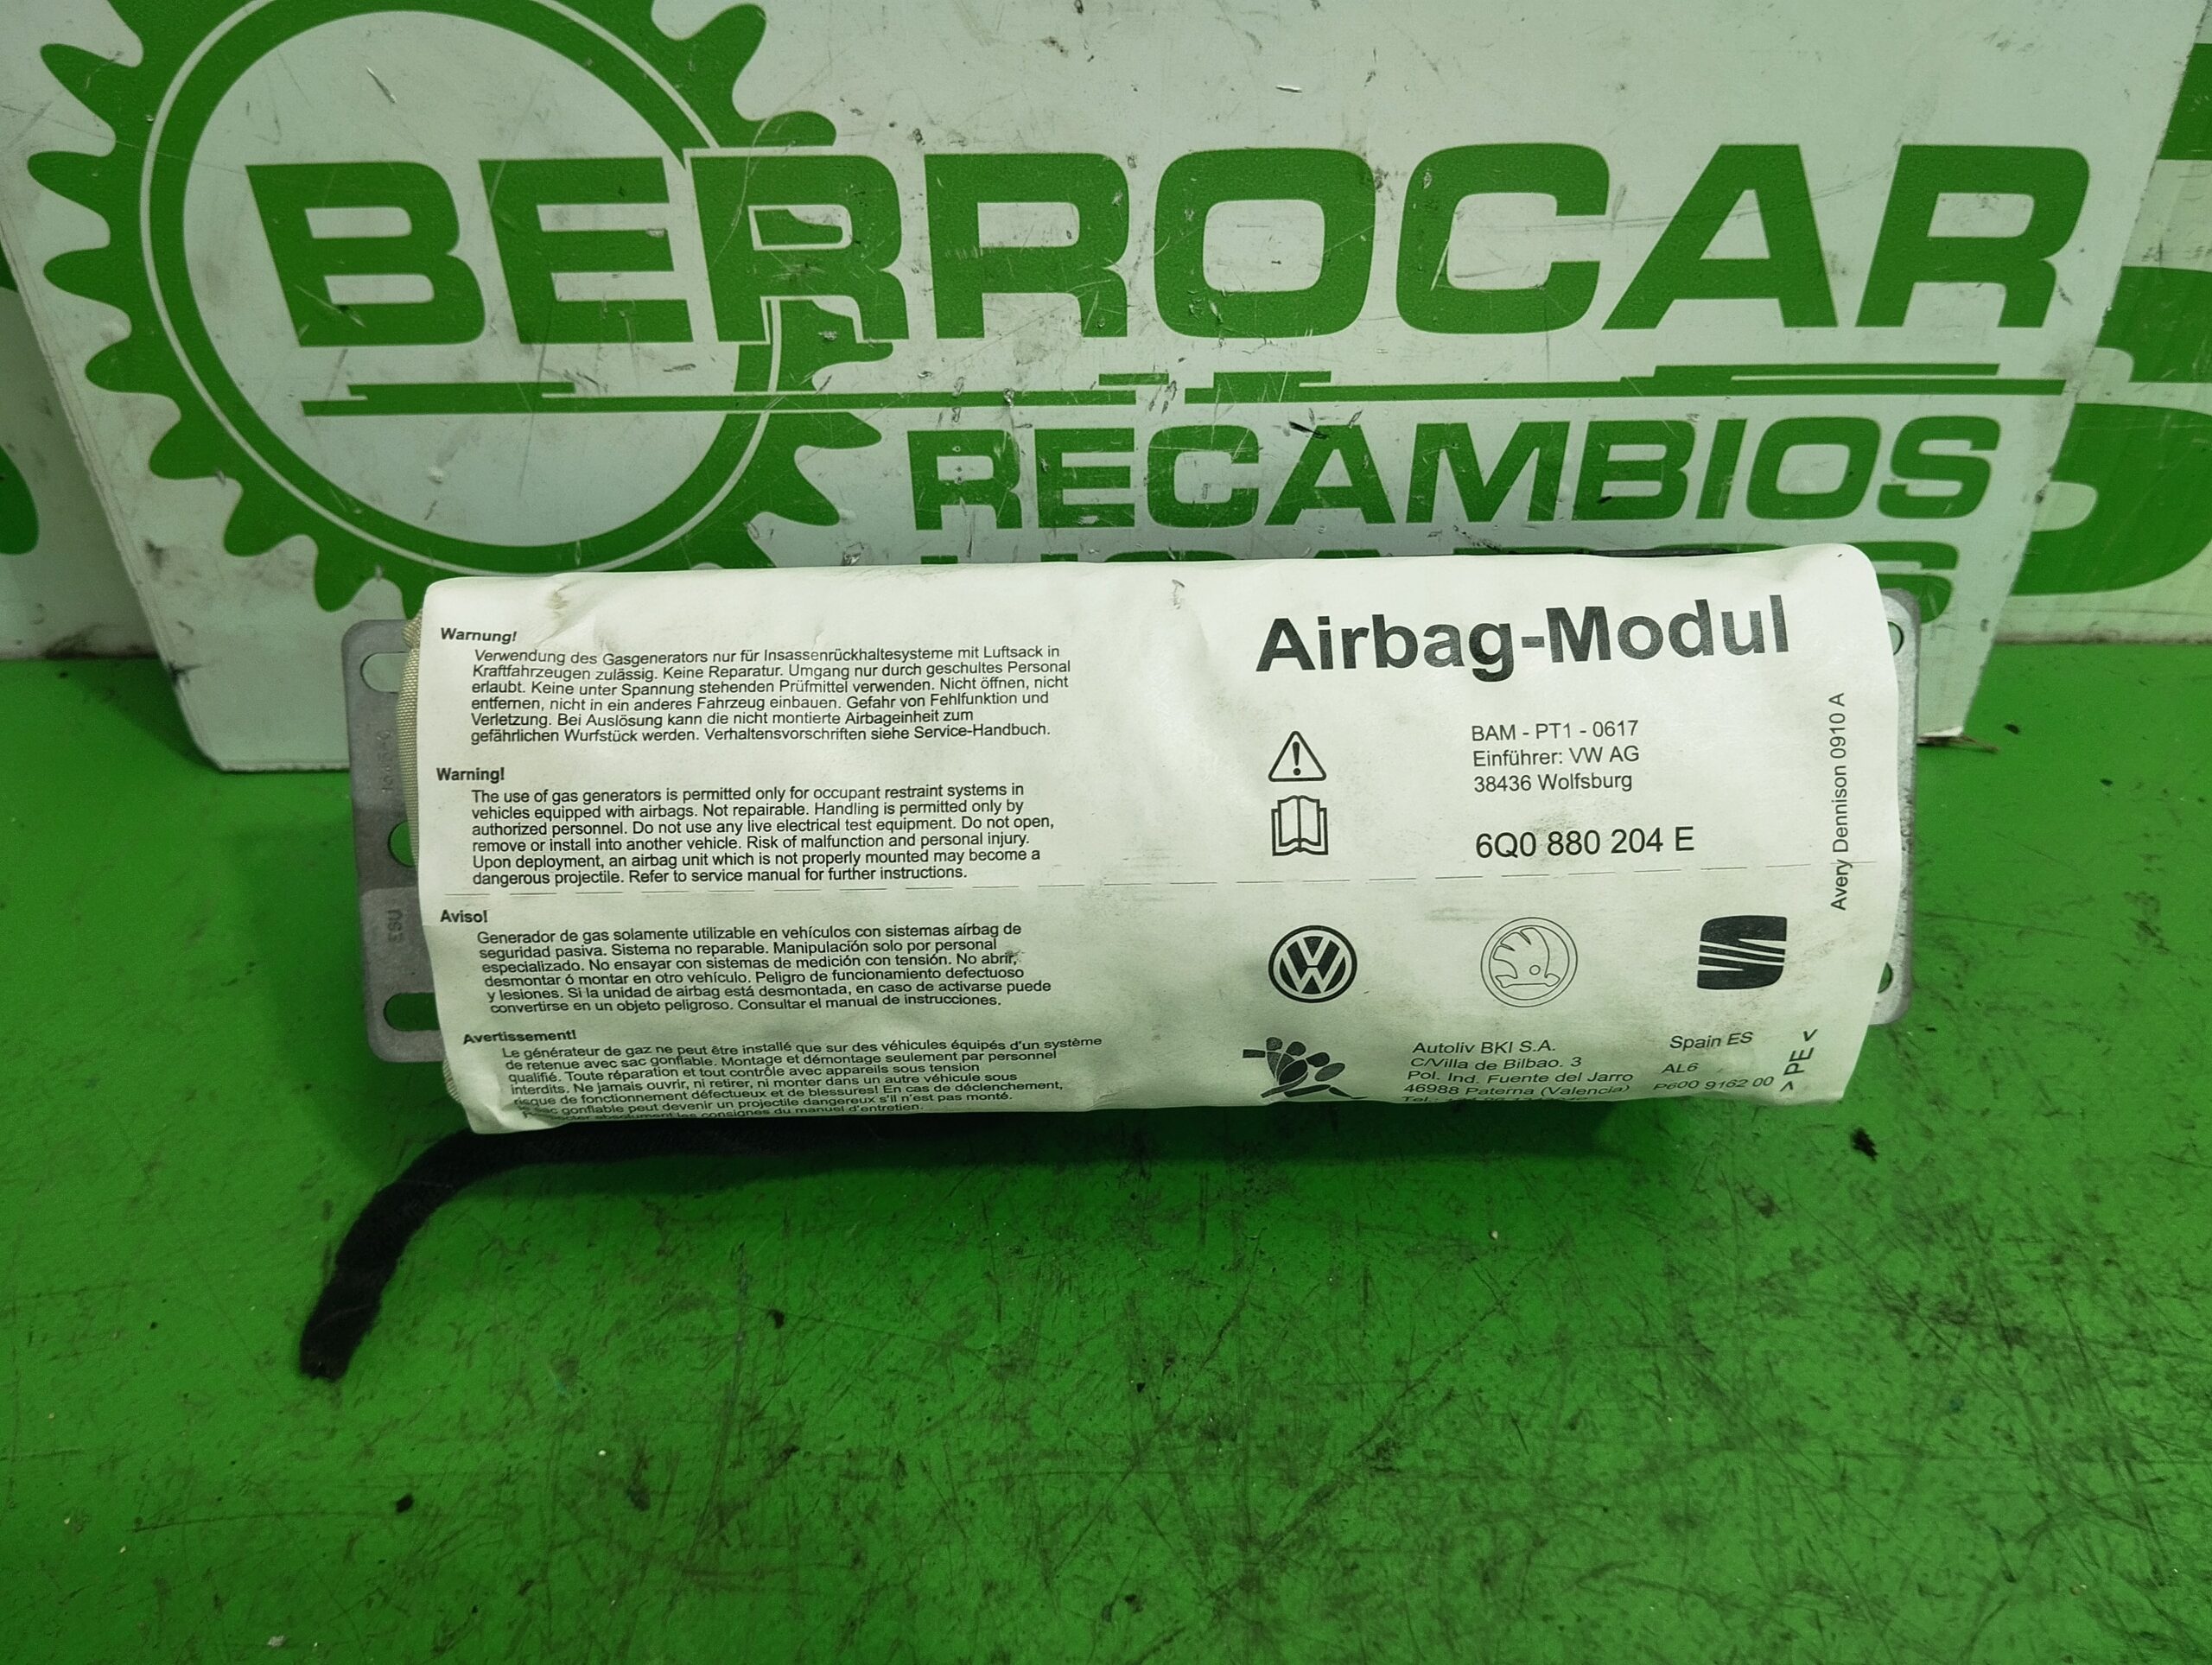 BERROCAR
RECAMBIOS
Warnung!
Verwendung des Gasgenerators nur für Insassenrückhaltesysteme mit Luftsack in
Kraftfahrzeugen zulässig. Keine Reparatur. Umgang nur durch geschultes Personal
erlaubt. Keine unter Spannung stehenden Prüfmittel verwenden. Nicht öffnen, nicht
entfernen, nicht in ein anderes Fahrzeug einbauen. Gefahr von Fehlfunktion und
Verletzung. Bei Auslösung kann die nicht montierte Airbageinheit zum
gefährlichen Wurfstück werden. Verhaltensvorschriften siehe Service-Handbuch.
Warning!
The use of gas generators is permitted only for occupant restraint systems in
vehicles equipped with airbags. Not repairable. Handling is permitted only by
authorized personnel. Do not use any live electrical test equipment. Do not open,
remove or install into another vehicle. Risk of malfunction and personal injury.
Upon deployment, an airbag unit which is not properly mounted may become a
dangerous projectile. Refer to service manual for further instructions.
Aviso!
Generador de gas solamente utilizable en vehículos con sistemas airbag de
seguridad pasiva. Sistema no reparable. Manipulación solo por personal
especializado. No ensayar con sistemas de medición con tensión. No abrir,
desmontar ó montar en otro vehículo. Peligro de funcionamiento defectuoso
y lesiones. Si la unidad de airbag está desmontada, en caso de activarse puede
convertirse en un objeto peligroso. Consultar el manual de instrucciones.
Avertissement!
Le générateur de gaz ne peut être installé que sur des véhicules équipés d'un système
de retenue avec sac gonflable. Montage et démontage seulement par personnel
qualifié. Toute réparation et tout contrôle avec appareils sous tension
interdits. Ne jamais ouvrir, ni retirer, ni monter dans un autre véhicule sous
risque de fonctionnement défectueux et de blessures! En cas de déclenchement,
le sac gonflable peut devenir un projectile dangereux s'il n'est pas monté.
absolument les consignes du manuel d'entretien.
Airbag-Modul
BAM - PT1 - 0617
Einführer: VW AG
38436 Wolfsburg
6Q0 880 204 E
Avery Dennison 0910 A
Autoliv BKI S.A.
C/Villa de Bilbao. 3
Pol. Ind. Fuente del Jarro
46988 Paterna (Valencia)
Tel.:
Spain ES
AL6
P600 9162 00
> PE <